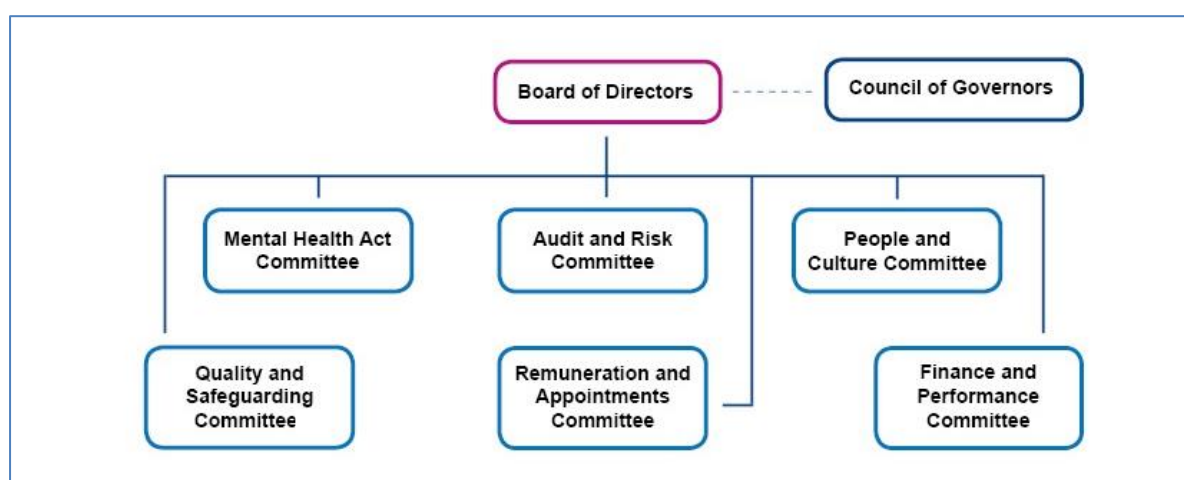 Board of Directors
Council of Governors
Mental Health Act
Committee
Audit and Risk
Committee
People and
Culture Committee
Quality and
Safeguarding
Committee
Remuneration and
Appointments
Committee
Finance and
Performance
Committee